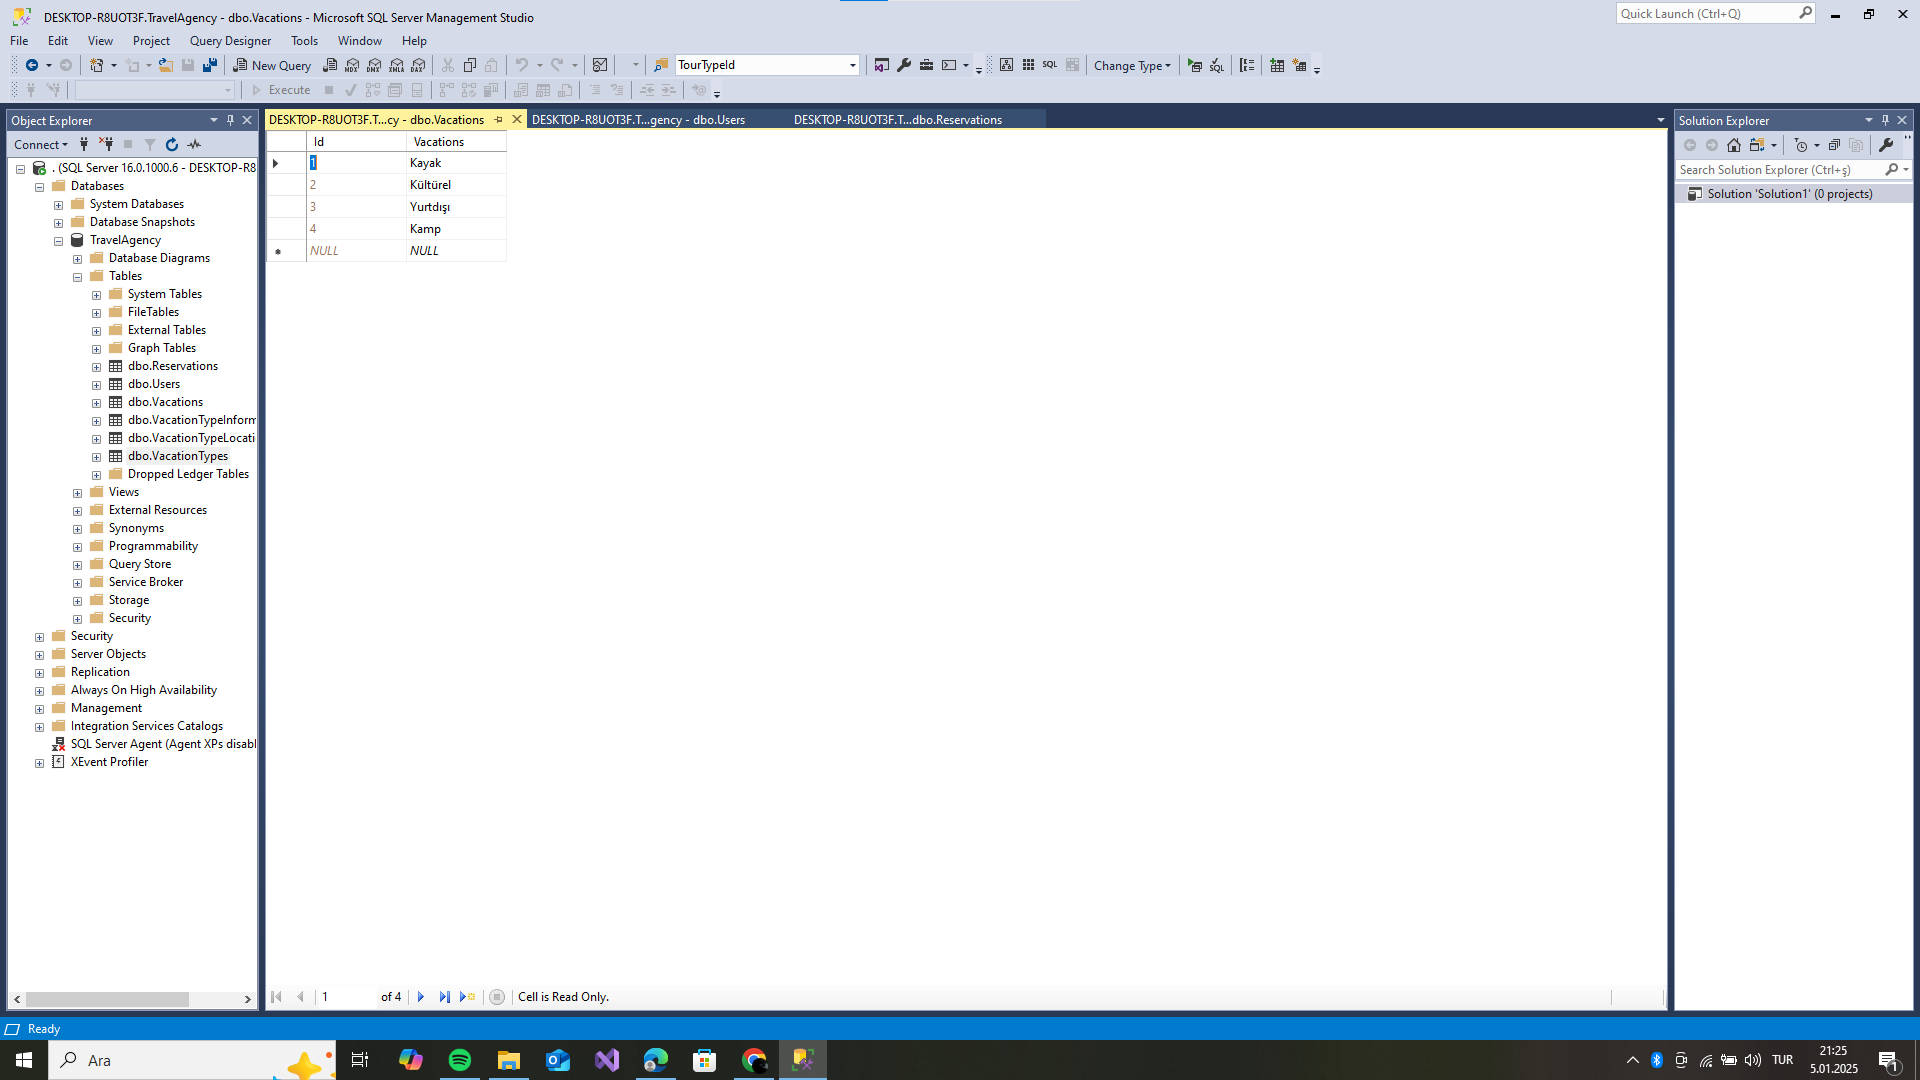 DESKTOP-R8UOT3F.TravelAgency - dbo.Vacations - Microsoft SQL Server Management Studio
Quick Launch (Ctrl+Q)
File Edit View Project Query Designer Tools Window Help
New Query MDX DMX XMLA DAX TourTypeId SQL Change Type SQL
Execute
Object Explorer
DESKTOP-R8UOT3F.T...cy - dbo.Vacations DESKTOP-R8UOT3F.T...gency - dbo.Users DESKTOP-R8UOT3F.T...dbo.Reservations
Solution Explorer
Connect
Search Solution Explorer (Ctrl+ş)
Solution 'Solution1' (0 projects)
. (SQL Server 16.0.1000.6 - DESKTOP-R8
Databases
System Databases
Database Snapshots
TravelAgency
Database Diagrams
Tables
System Tables
FileTables
External Tables
Graph Tables
dbo.Reservations
dbo.Users
dbo.Vacations
dbo.VacationTypeInform
dbo.VacationTypeLocati
dbo.VacationTypes
Dropped Ledger Tables
Views
External Resources
Synonyms
Programmability
Query Store
Service Broker
Storage
Security
Security
Server Objects
Replication
Always On High Availability
Management
Integration Services Catalogs
SQL Server Agent (Agent XPs disabl
XEvent Profiler
Id Vacations
1 Kayak
2 Kültürel
3 Yurtdışı
4 Kamp
NULL NULL
1 of 4 Cell is Read Only.
Ready
Ara
TUR
21:25
5.01.2025
1